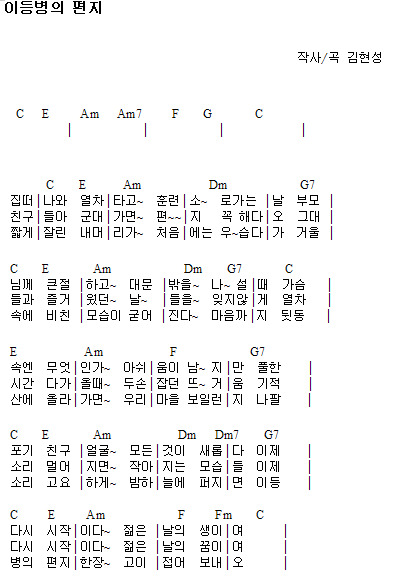 이등병의 편지
작사/곡 김현성
C E Am Am7 F G C
| | | |
C E Am Dm G7
집떠|나와 열차|타고~ 훈련|소~ 로가는|날 부모|
친구|들아 군대|가면~ 편~~|지 꼭 해다|오 그대|
짧게|잘린 내머|리가~ 처음|에는 우~습다|가 거울|
C E Am Dm G7 C
님께 큰절|하고~ 대문|밖을~ 나~ 설|때 가슴|
들과 즐거|웠던~ 날~|들을~ 잊지않|게 열차|
속에 비친|모습이 굳어|진다~ 마음까|지 뒷동|
E Am F G7
속엔 무엇|인가~ 아쉬|움이 남~ 지|만 풀한|
시간 다가|올때~ 두손|잡던 뜨~ 거|움 기적|
산에 올라|가면~ 우리|마을 보일런|지 나팔|
C E Am Dm Dm7 G7
포기 친구|얼굴~ 모든|것이 새롭|다 이제|
소리 멀어|지면~ 작아|지는 모습|들 이제|
소리 고요|하게~ 밤하|늘에 퍼지|면 이등|
C E Am F Fm C
다시 시작|이다~ 젊은|날의 생이|여 |
다시 시작|이다~ 젊은|날의 꿈이|여 |
병의 편지|한장~ 고이|접어 보내|오 |